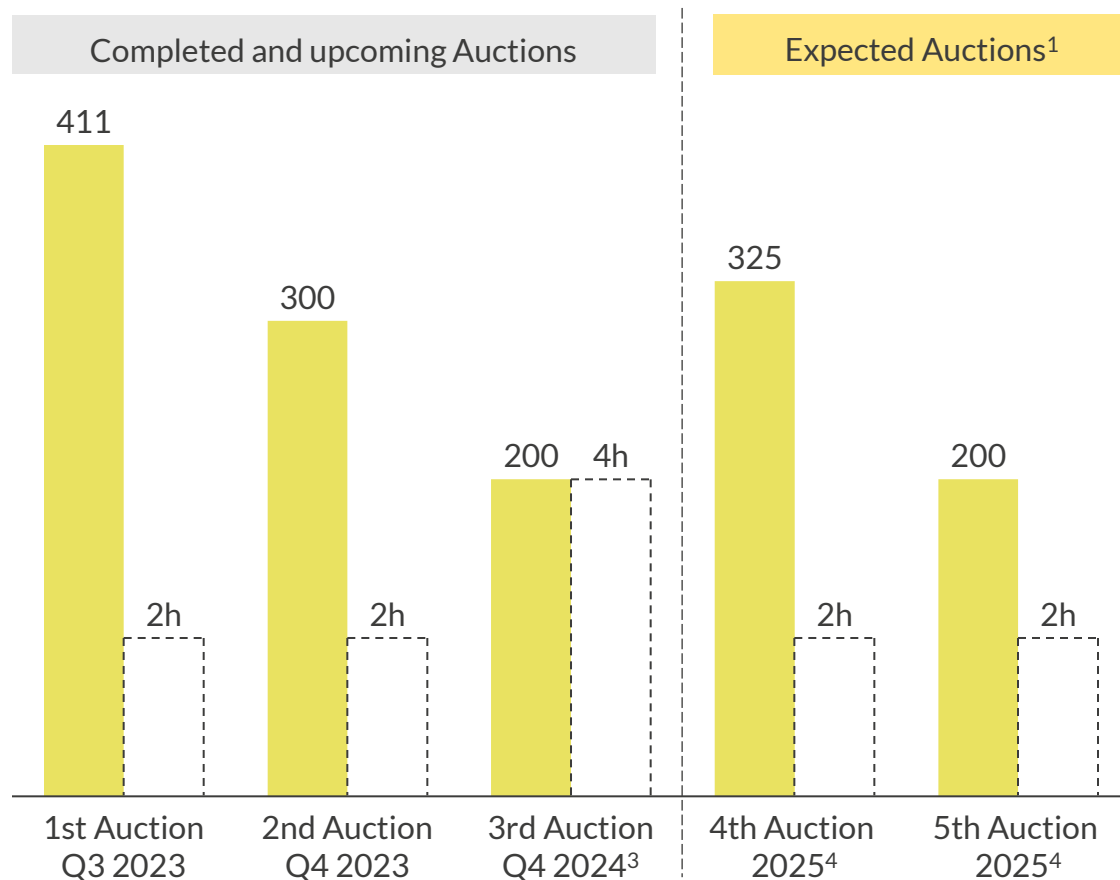 Completed and upcoming Auctions
Expected Auctions¹
411
2h
300
2h
200
4h
325
2h
200
2h
1st Auction
Q3 2023
2nd Auction
Q4 2023
3rd Auction
Q4 2024³
4th Auction
2025⁴
5th Auction
2025⁴